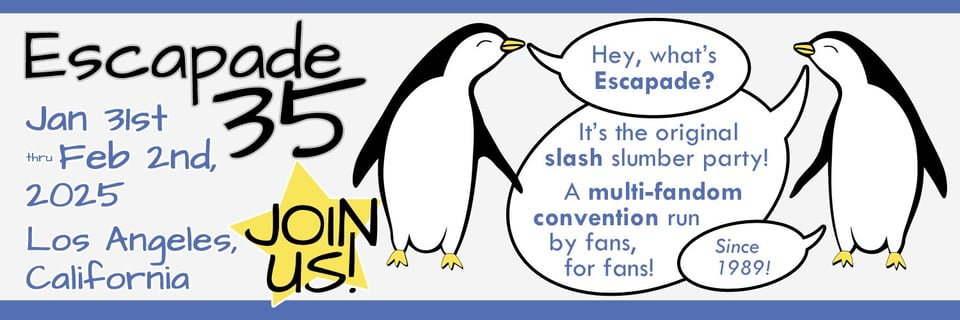 Escapade
35
Jan 31st
thru Feb 2nd,
2025
Los Angeles,
California
JOIN
US!
Hey, what's
Escapade?
It's the original
slash slumber party!
A multi-fandom
convention run
by fans,
for fans!
Since
1989!